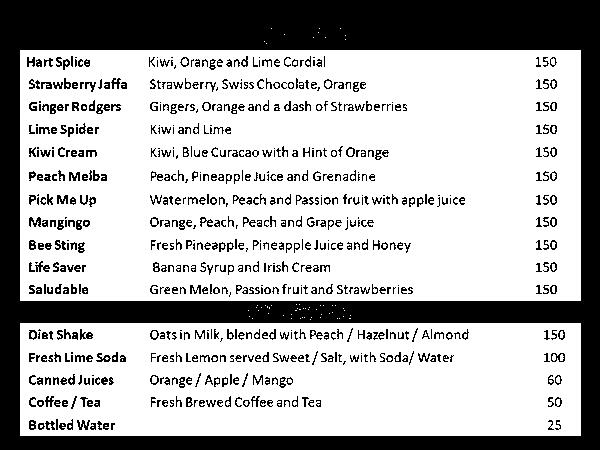 Hart Splice Kiwi, Orange and Lime Cordial 150
Strawberry Jaffa Strawberry, Swiss Chocolate, Orange 150
Ginger Rodgers Gingers, Orange and a dash of Strawberries 150
Lime Spider Kiwi and Lime 150
Kiwi Cream Kiwi, Blue Curacao with a Hint of Orange 150
Peach Melba Peach, Pineapple Juice and Grenadine 150
Pick Me Up Watermelon, Peach and Passion fruit with apple juice 150
Mangingo Orange, Peach, Peach and Grape juice 150
Bee Sting Fresh Pineapple, Pineapple Juice and Honey 150
Life Saver Banana Syrup and Irish Cream 150
Saludable Green Melon, Passion fruit and Strawberries 150
Diet Shake Oats in Milk, blended with Peach / Hazelnut / Almond 150
Fresh Lime Soda Fresh Lemon served Sweet / Salt, with Soda/ Water 100
Canned Juices Orange / Apple / Mango 60
Coffee / Tea Fresh Brewed Coffee and Tea 50
Bottled Water 25